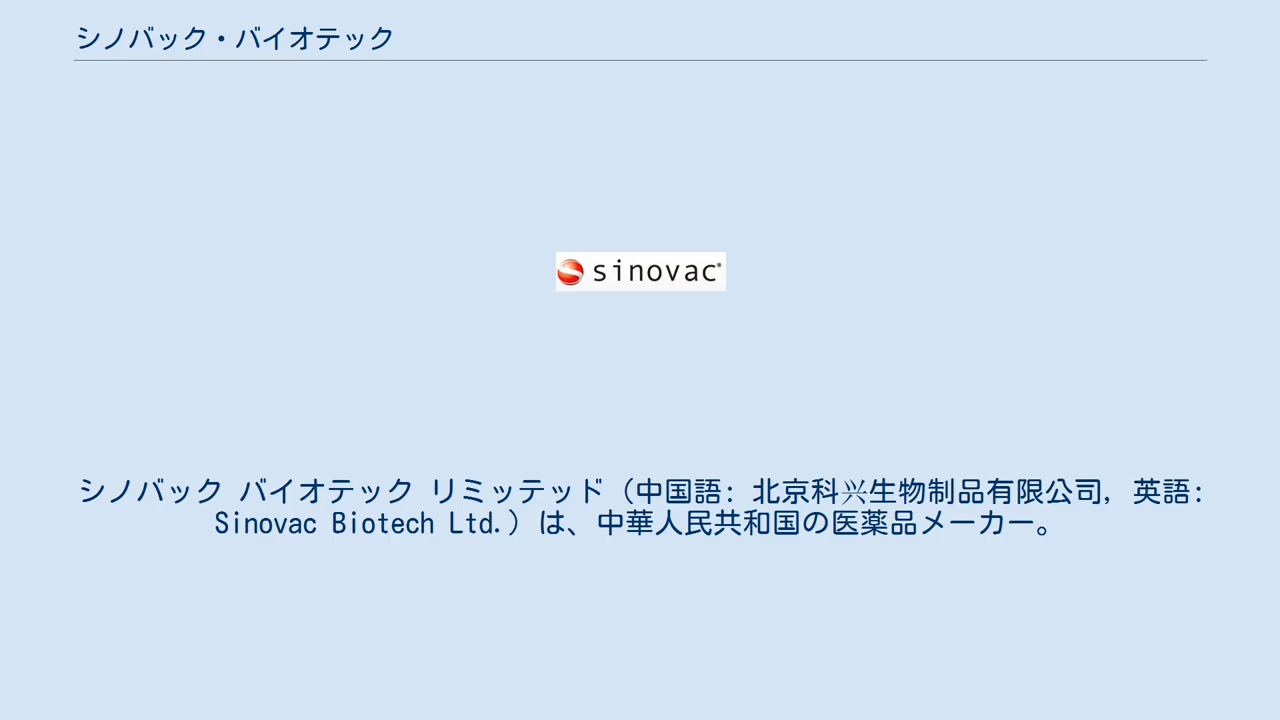 シノバック・バイオテック
sinovac®
シノバック バイオテック リミッテッド（中国語: 北京科兴生物制品有限公司, 英語:
Sinovac Biotech Ltd.）は、中華人民共和国の医薬品メーカー。